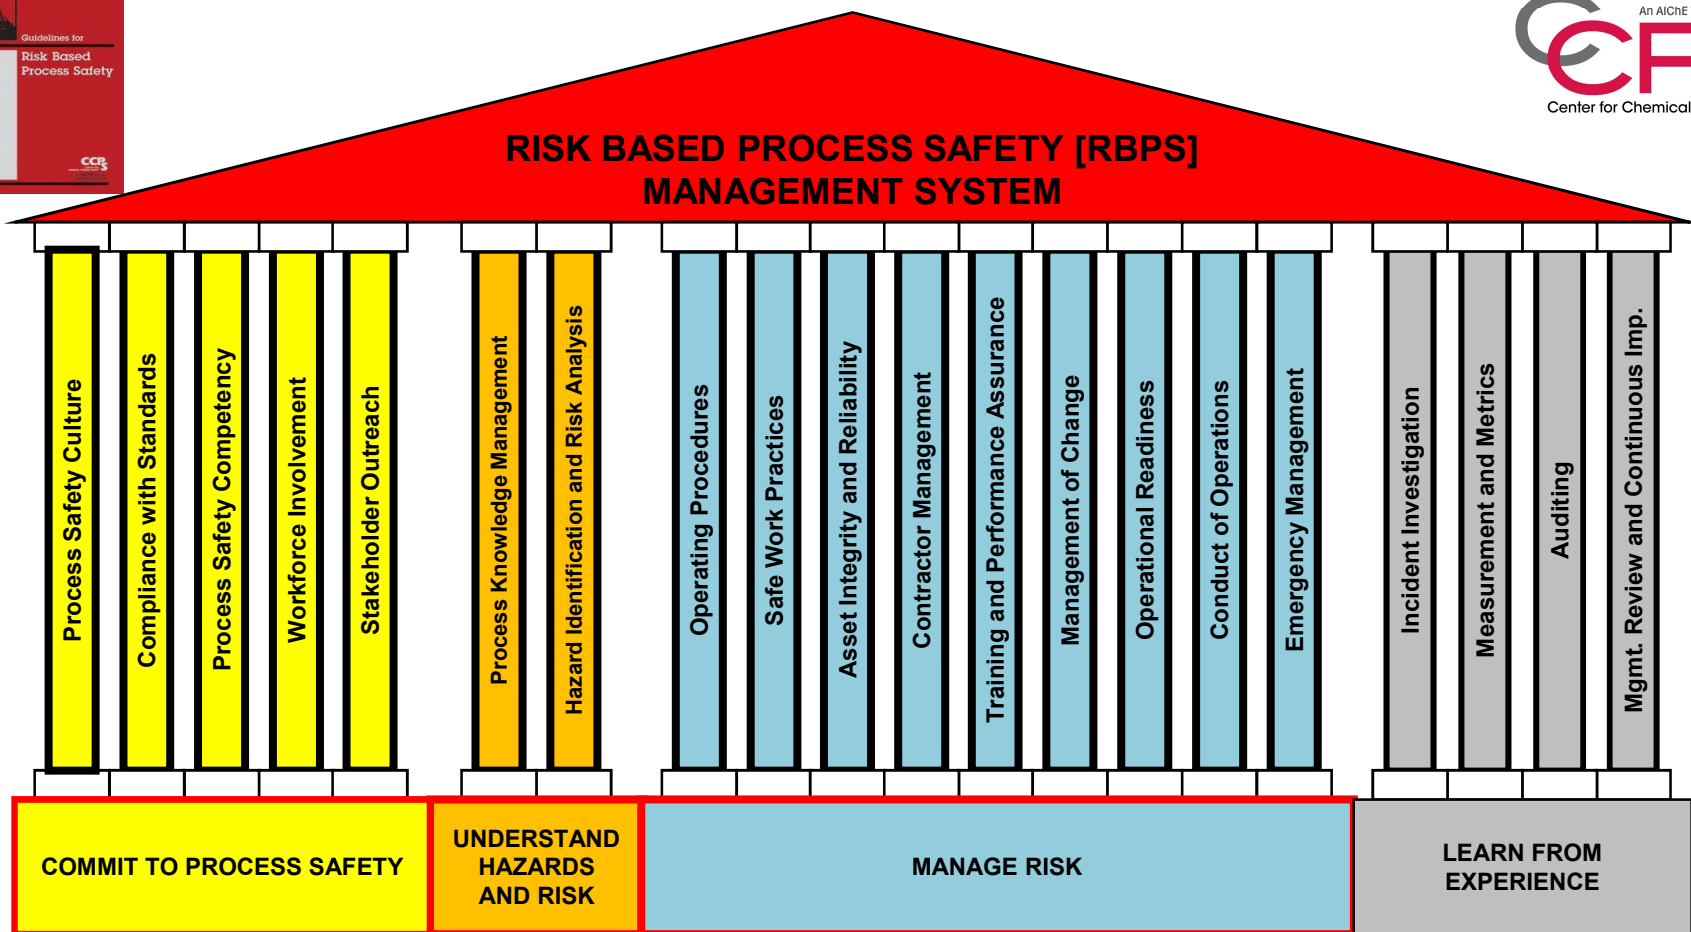 Guidelines for
Risk Based
Process Safety
CCPS
An AIChE
CCP
Center for Chemical
RISK BASED PROCESS SAFETY [RBPS]
MANAGEMENT SYSTEM
Process Safety Culture
Compliance with Standards
Process Safety Competency
Workforce Involvement
Stakeholder Outreach
Process Knowledge Management
Hazard Identification and Risk Analysis
Operating Procedures
Safe Work Practices
Asset Integrity and Reliability
Contractor Management
Training and Performance Assurance
Management of Change
Operational Readiness
Conduct of Operations
Emergency Management
Incident Investigation
Measurement and Metrics
Auditing
Mgmt. Review and Continuous Imp.
COMMIT TO PROCESS SAFETY
UNDERSTAND
HAZARDS
AND RISK
MANAGE RISK
LEARN FROM
EXPERIENCE